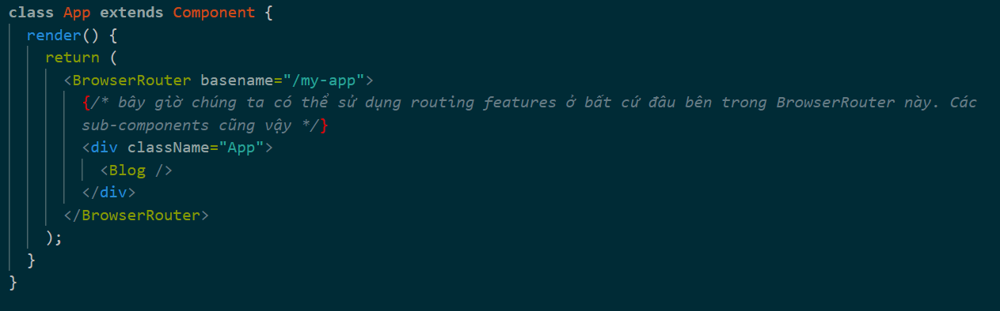 class App extends Component {
render() {
return (
<BrowserRouter basename="/my-app">
{/* bây giờ chúng ta có thể sử dụng routing features ở bất cứ đâu bên trong BrowserRouter này. Các
sub-components cũng vậy */}
<div className="App">
<Blog />
</div>
</BrowserRouter>
);
}
}